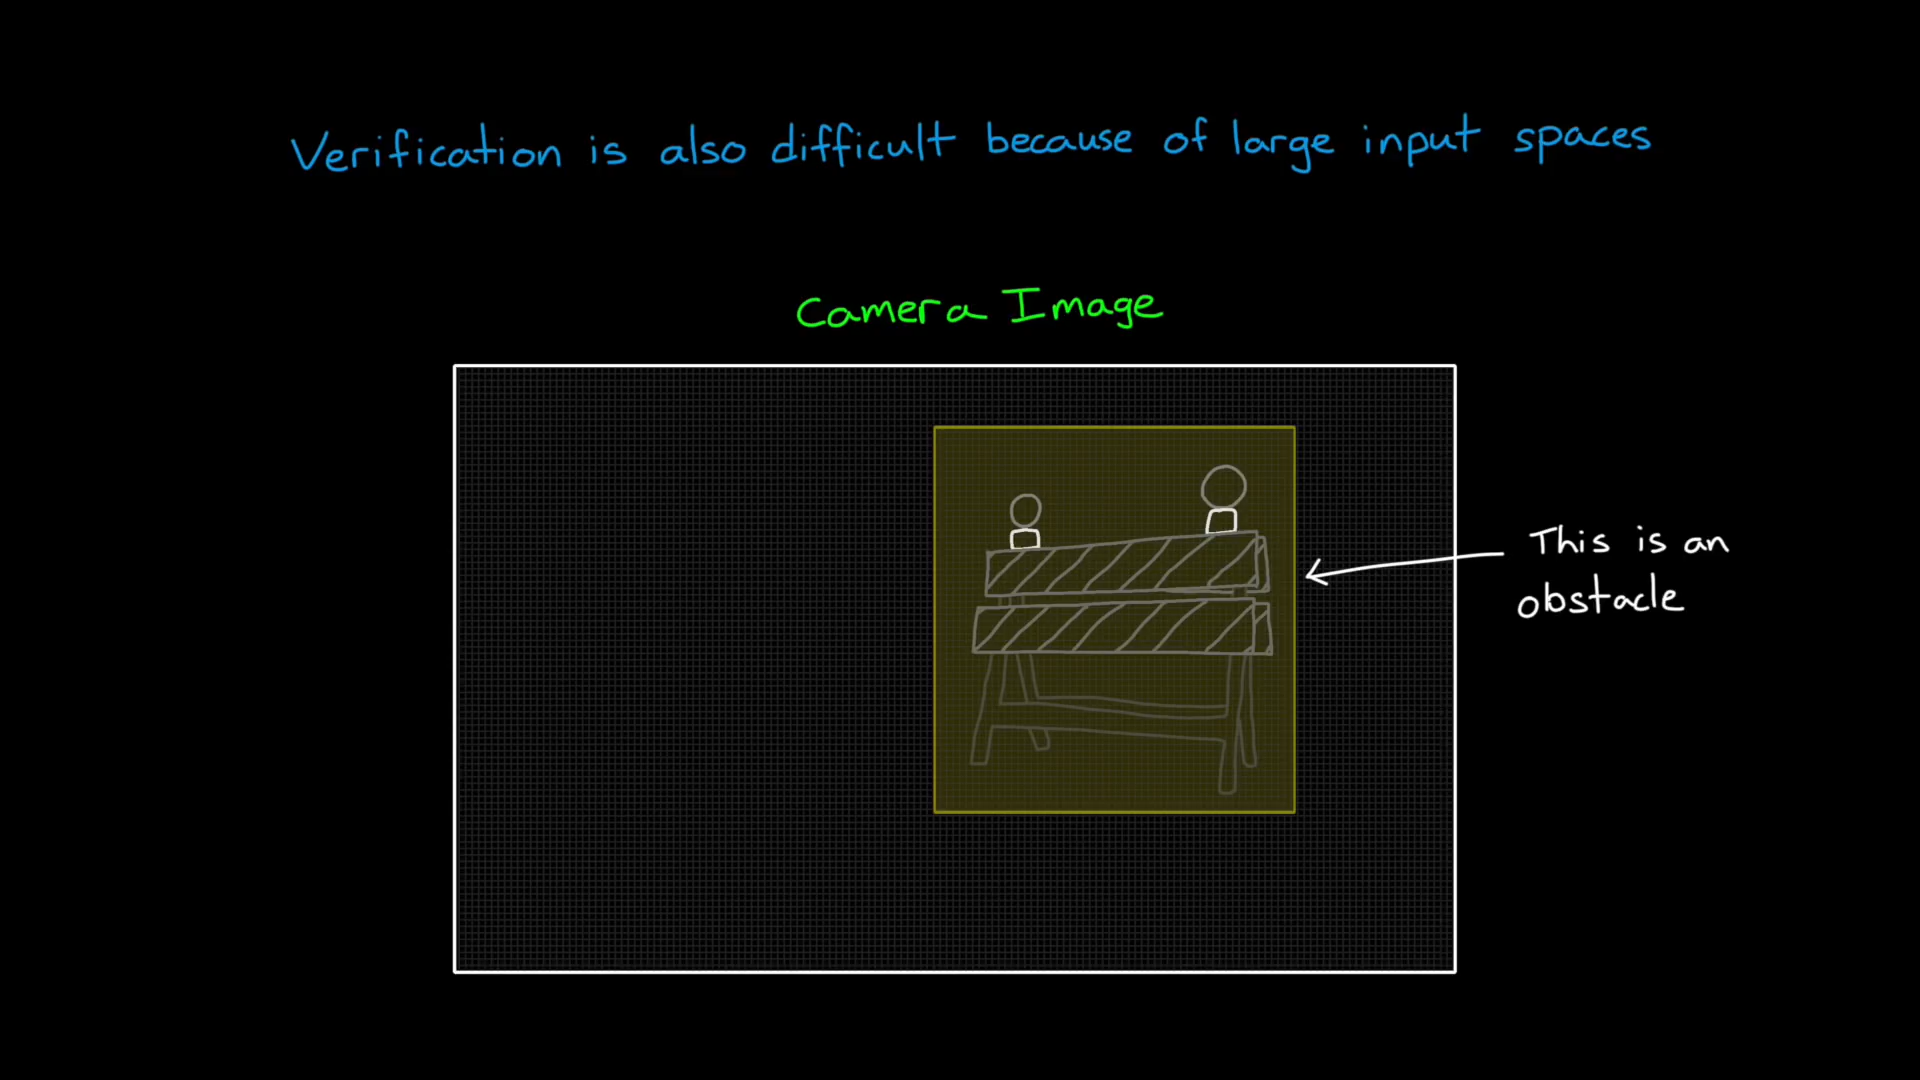 Verification is also difficult because of large input spaces
Camera Image
This is an
obstacle